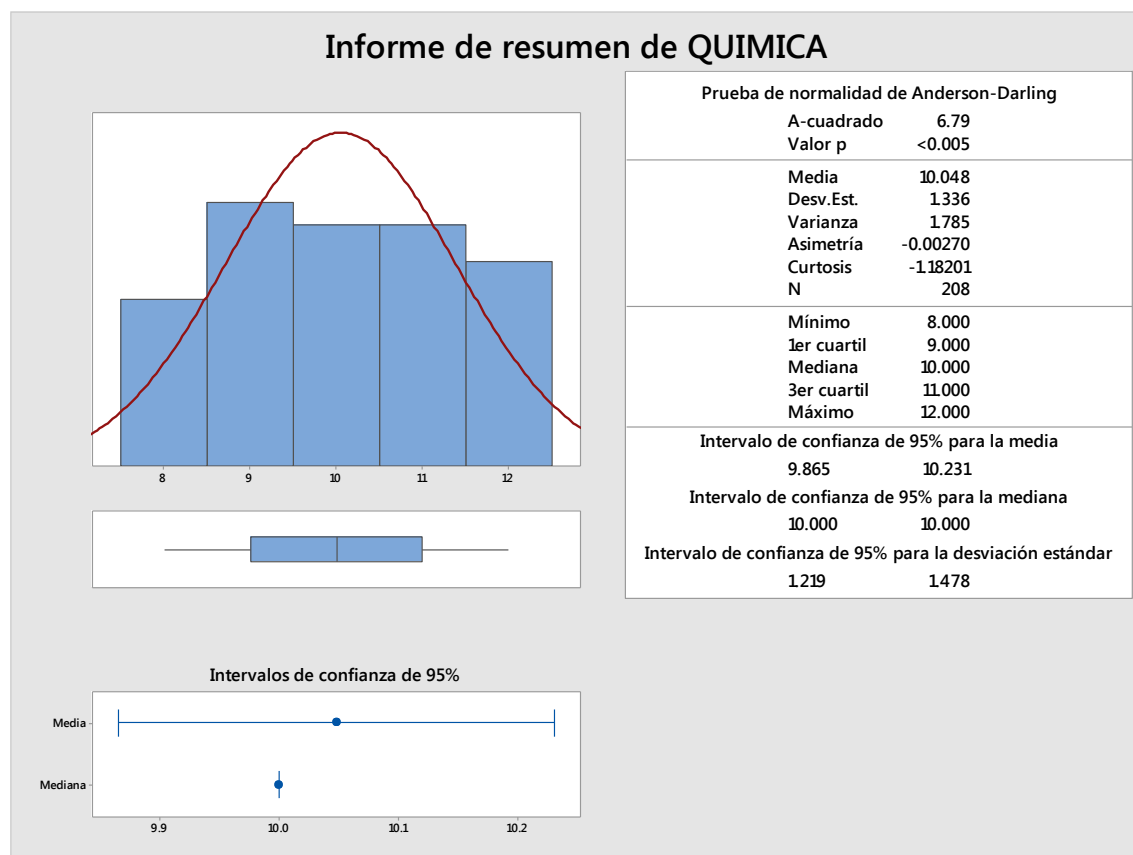 Informe de resumen de QUIMICA
8 9 10 11 12
Intervalos de confianza de 95%
Media
Mediana
9.9 10.0 10.1 10.2
Prueba de normalidad de Anderson-Darling
A-cuadrado 6.79
Valor p <0.005
Media 10.048
Desv.Est. 1.336
Varianza 1.785
Asimetría -0.00270
Curtosis -1.18201
N 208
Mínimo 8.000
1er cuartil 9.000
Mediana 10.000
3er cuartil 11.000
Máximo 12.000
Intervalo de confianza de 95% para la media
9.865 10.231
Intervalo de confianza de 95% para la mediana
10.000 10.000
Intervalo de confianza de 95% para la desviación estándar
1.219 1.478